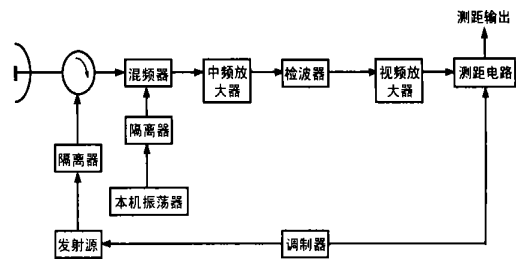 测距输出
混频器
中频放
大器
检波器
视频放
大器
测距电路
隔离器
隔离器
本机振荡器
发射源
调制器